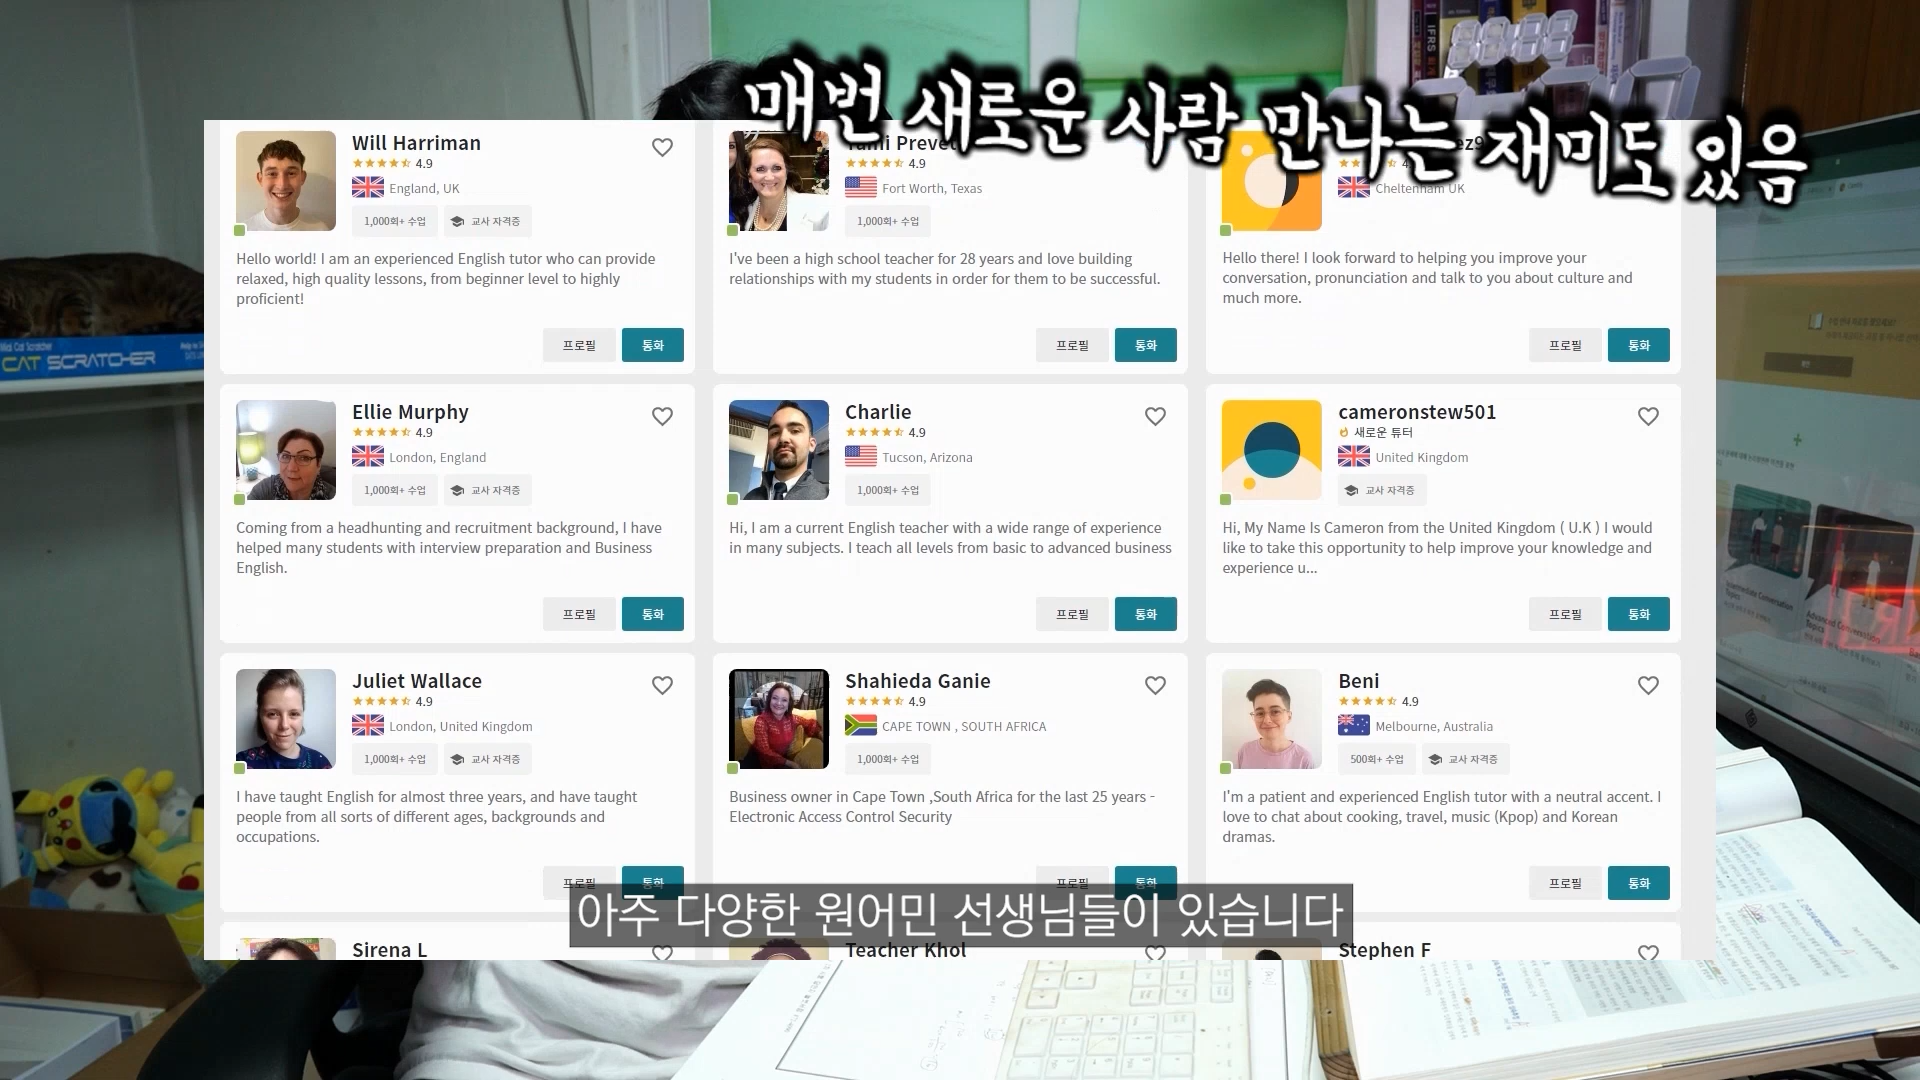 매번 새로운 사람 만나는 재미도 있음
IFRS
Will Harriman
4.9
England, UK
1,000회+ 수업
교사 자격증
Hello world! I am an experienced English tutor who can provide
relaxed, high quality lessons, from beginner level to highly
proficient!
프로필
통화
4.9
Fort Worth, Texas
1,000회+ 수업
I've been a high school teacher for 28 years and love building
relationships with my students in order for them to be successful.
프로필
통화
Cheltenham UK
Hello there! I look forward to helping you improve your
conversation, pronunciation and talk to you about culture and
much more.
프로필
통화
CAT SCRATCHER
Ellie Murphy
4.9
London, England
1,000회+ 수업
교사 자격증
Coming from a headhunting and recruitment background, I have
helped many students with interview preparation and Business
English.
프로필
통화
Charlie
4.9
Tucson, Arizona
1,000회+ 수업
Hi, I am a current English teacher with a wide range of experience
in many subjects. I teach all levels from basic to advanced business
프로필
통화
cameronstew501
새로운 튜터
United Kingdom
교사 자격증
Hi, My Name Is Cameron from the United Kingdom ( U.K ) I would
like to take this opportunity to help improve your knowledge and
experience u...
프로필
통화
Intermediate Conversation
Topics
Advanced Conversation
Topics
Juliet Wallace
4.9
London, United Kingdom
1,000회+ 수업
교사 자격증
I have taught English for almost three years, and have taught
people from all sorts of different ages, backgrounds and
occupations.
프로필
통화
Shahieda Ganie
4.9
CAPE TOWN , SOUTH AFRICA
1,000회+ 수업
Business owner in Cape Town ,South Africa for the last 25 years -
Electronic Access Control Security
프로필
통화
Beni
4.9
Melbourne, Australia
500회+ 수업
교사 자격증
I'm a patient and experienced English tutor with a neutral accent. I
love to chat about cooking, travel, music (Kpop) and Korean
dramas.
프로필
통화
아주 다양한 원어민 선생님들이 있습니다
Sirena L
Teacher Khol
Stephen F